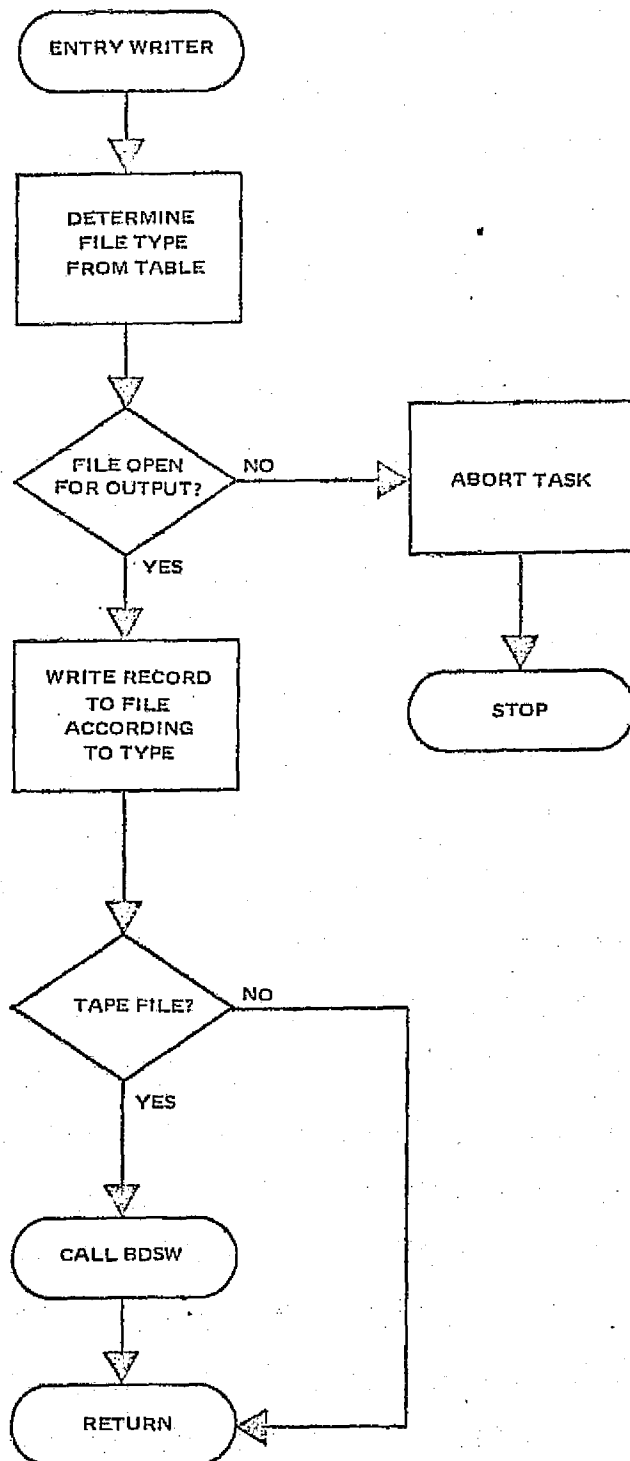 ENTRY WRITER
DETERMINE
FILE TYPE
FROM TABLE
FILE OPEN
FOR OUTPUT?
NO
ABORT TASK
YES
WRITE RECORD
TO FILE
ACCORDING
TO TYPE
STOP
TAPE FILE?
NO
YES
CALL BDSW
RETURN